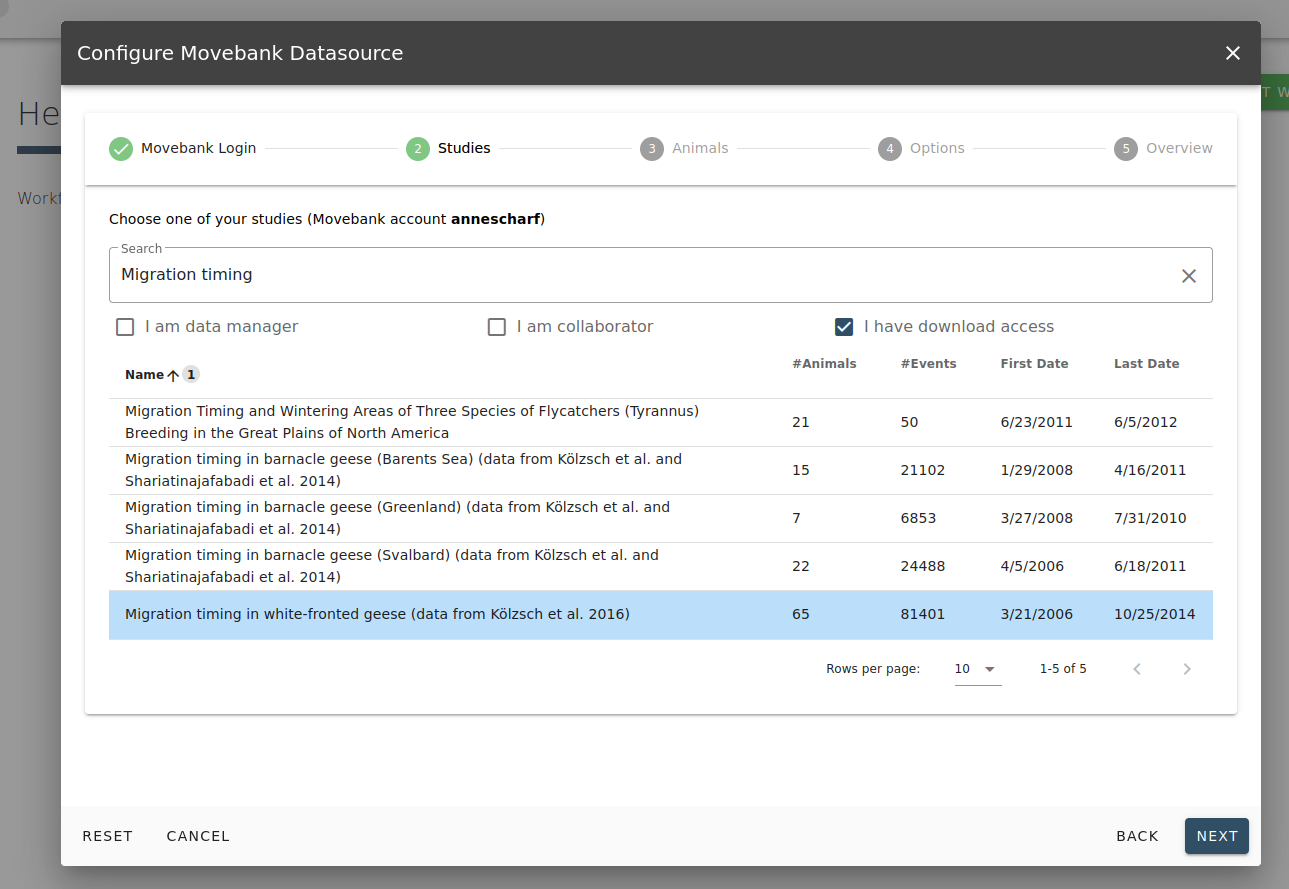 Configure Movebank Datasource
He
T W
Workf
Movebank Login
2 Studies
3 Animals
4 Options
5 Overview
Choose one of your studies (Movebank account annescharf)
Search
Migration timing
I am data manager
I am collaborator
I have download access
Name 1 #Animals #Events First Date Last Date
Migration Timing and Wintering Areas of Three Species of Flycatchers (Tyrannus)
Breeding in the Great Plains of North America
21 50 6/23/2011 6/5/2012
Migration timing in barnacle geese (Barents Sea) (data from Kölzsch et al. and
Shariatinajafabadi et al. 2014)
15 21102 1/29/2008 4/16/2011
Migration timing in barnacle geese (Greenland) (data from Kölzsch et al. and
Shariatinajafabadi et al. 2014)
7 6853 3/27/2008 7/31/2010
Migration timing in barnacle geese (Svalbard) (data from Kölzsch et al. and
Shariatinajafabadi et al. 2014)
22 24488 4/5/2006 6/18/2011
Migration timing in white-fronted geese (data from Kölzsch et al. 2016) 65 81401 3/21/2006 10/25/2014
Rows per page: 10 1-5 of 5
RESET CANCEL BACK NEXT